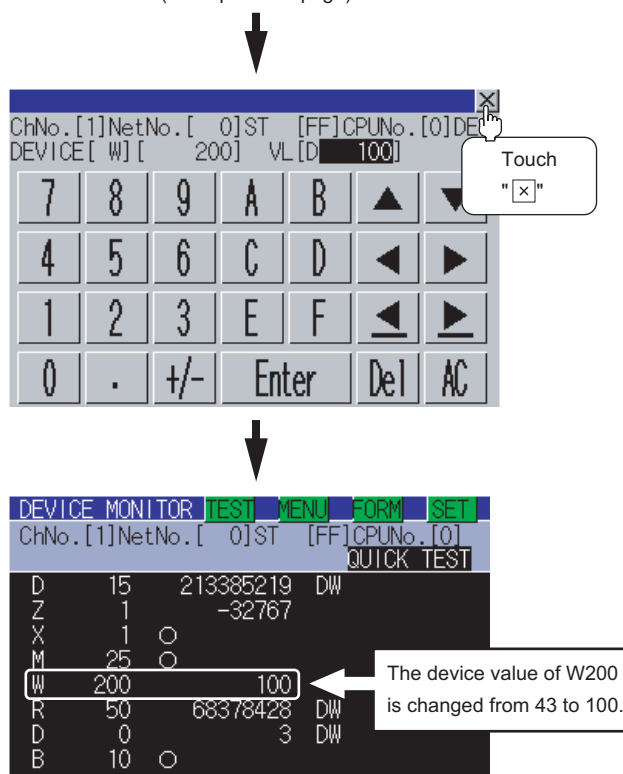 ×
ChNo.[1]NetNo.[ 0]ST [FF]CPUNo.[0]DE
DEVICE[ W] [ 200] VL[D 100]
Touch
" × "
7 8 9 A B ▲ ▼
4 5 6 C D ◀ ▶
1 2 3 E F ◀ ▶
0 . +/- Enter Del AC
DEVICE MONITOR TEST MENU FORM SET
ChNo.[1]NetNo.[ 0]ST [FF]CPUNo.[0]
QUICK TEST
D 15 213385219 DW
Z 1 -32767
X 1 ○
M 25 ○
W 200 100
R 50 68378428 DW
D 0 3 DW
B 10 ○
The device value of W200
is changed from 43 to 100.